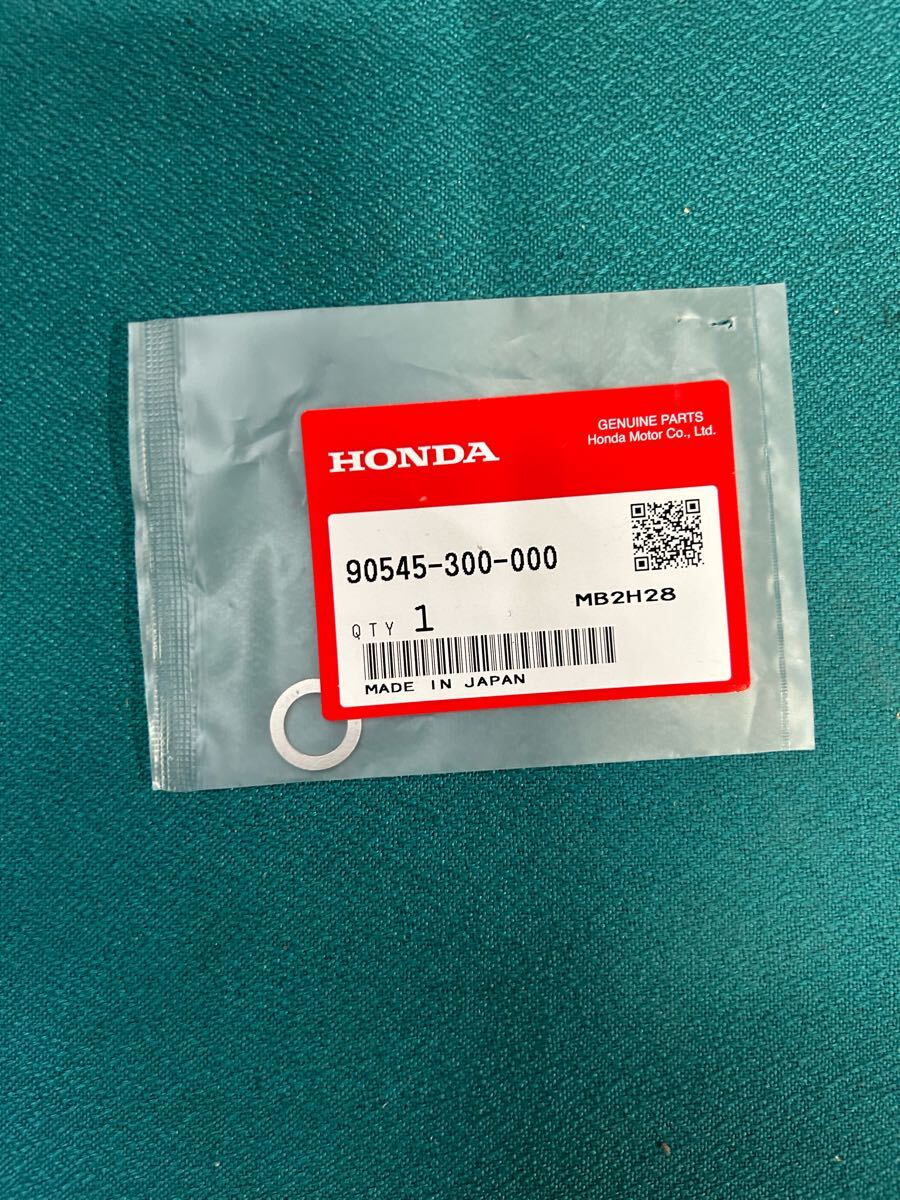 HONDA
GENUINE PARTS
Honda Motor Co., Ltd.
90545-300-000
MB2H28
QTY 1
MADE IN JAPAN